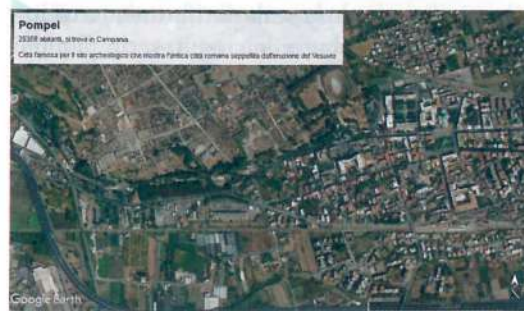 Pompei
abitanti, si trova in Campania.
Città famosa per il sito archeologico che mostra l'antica città romana seppellita dall'eruzione del Vesuvio
Google Earth